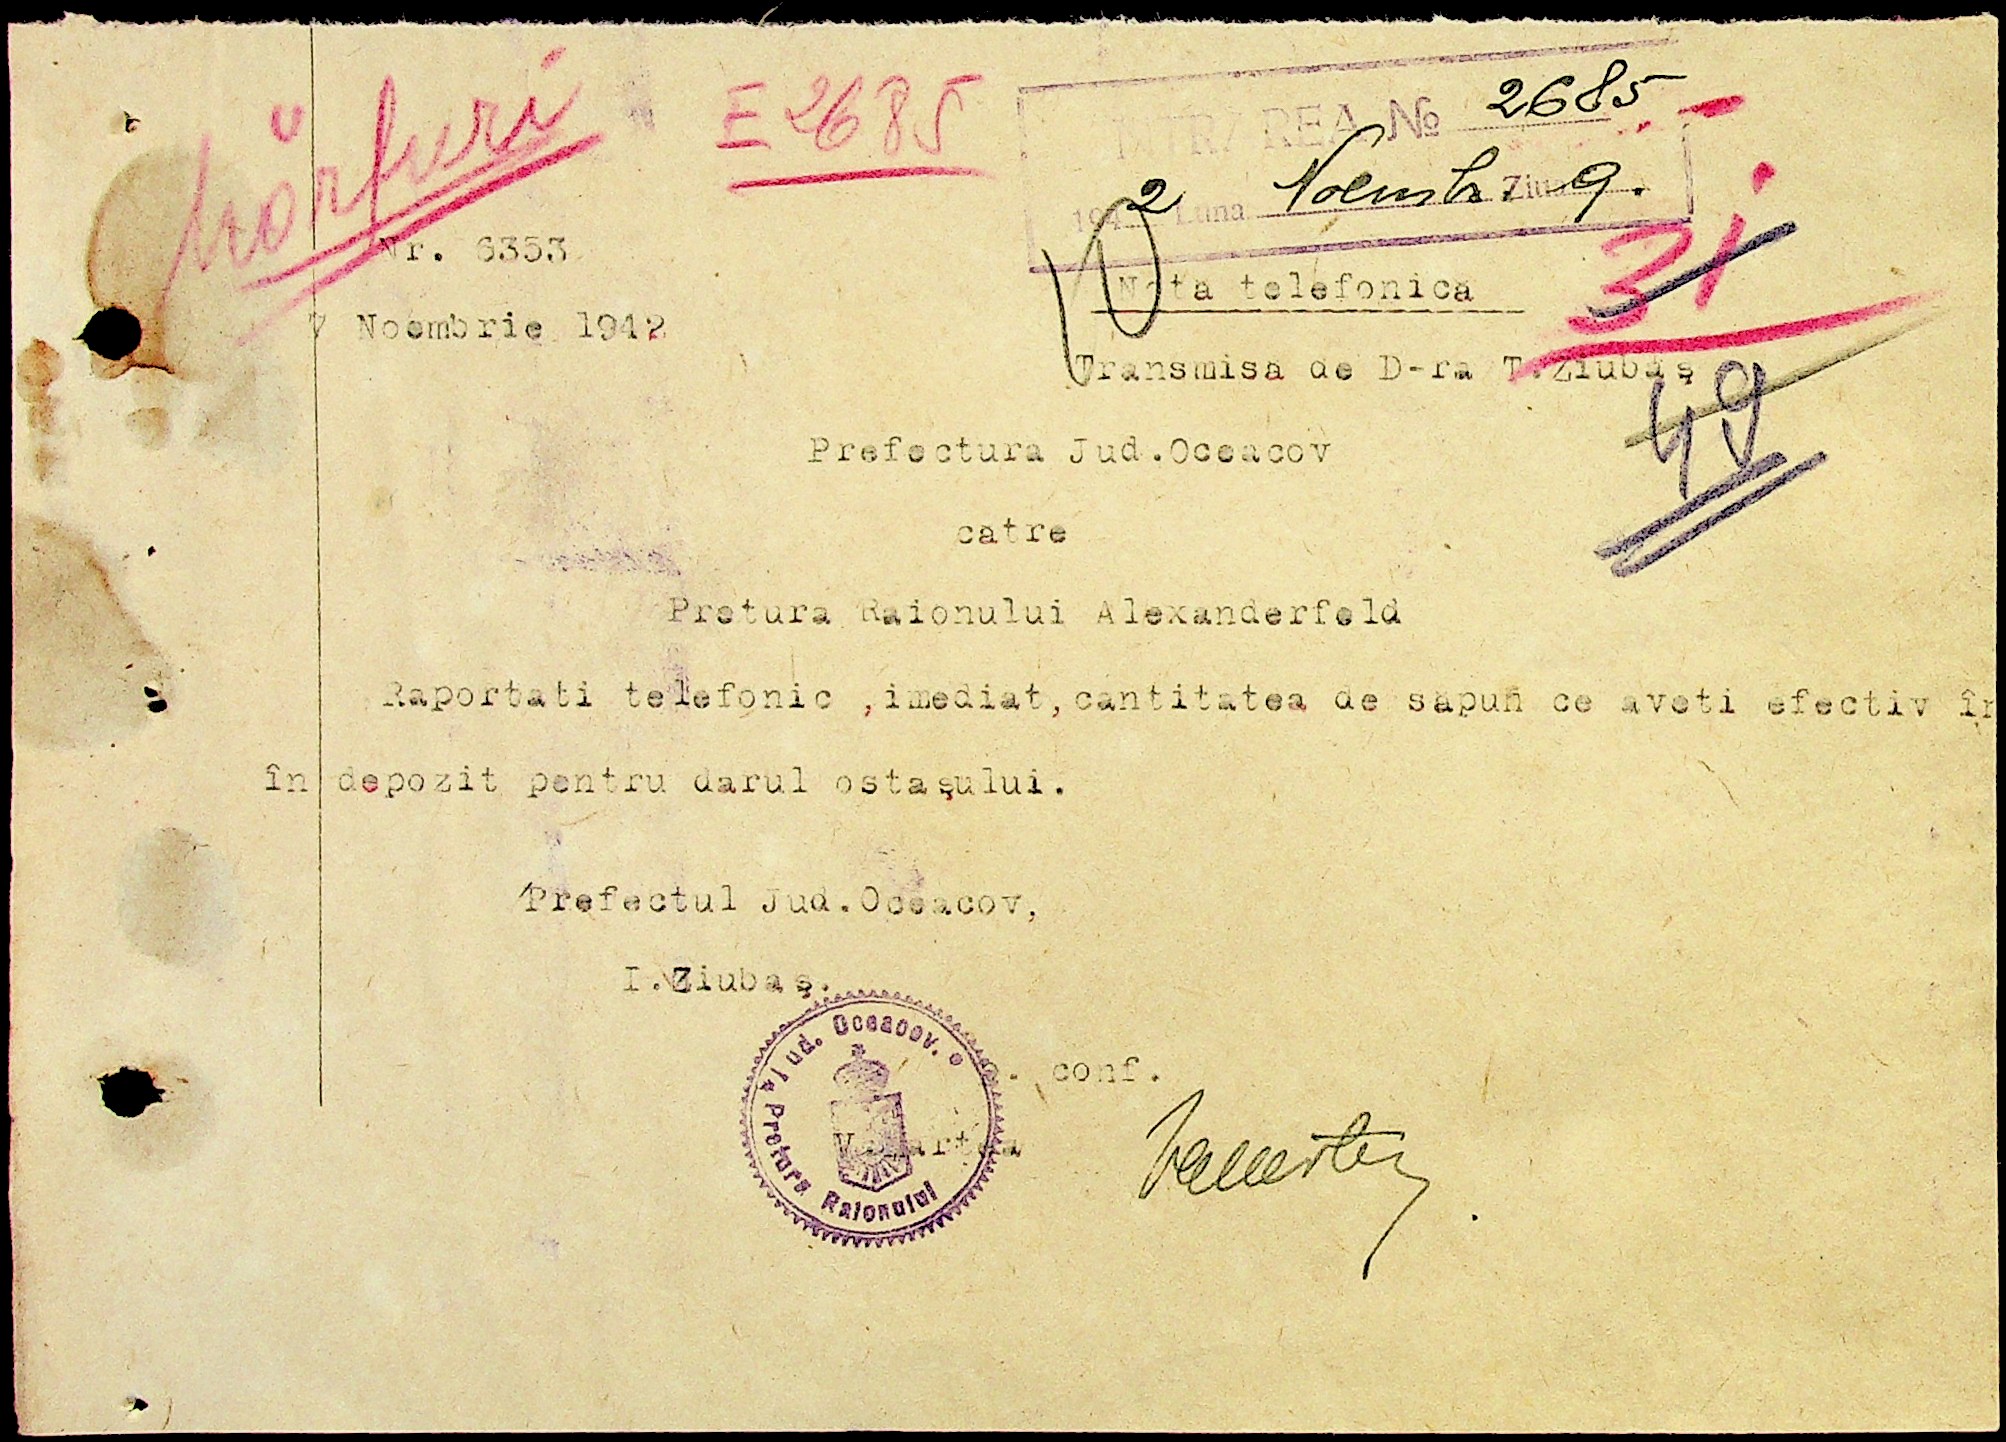 mărfuri
E 2685
INTRAREA № 2685
1942 Luna Noemb. Ziua 9.
Nr. 6353
31
Nota telefonica
7 Noembrie 1942
Transmisa de D-ra T.Ziubaş
49
Prefectura Jud.Oceacov
catre
Pretura Raionului Alexanderfeld
Raportati telefonic ,imediat,cantitatea de sapun ce aveti efectiv în
în depozit pentru darul ostaşului.
Prefectul Jud.Oceacov,
I.Ziubaş.
conf.
Jud. Oceacov.
Pretura Raionului